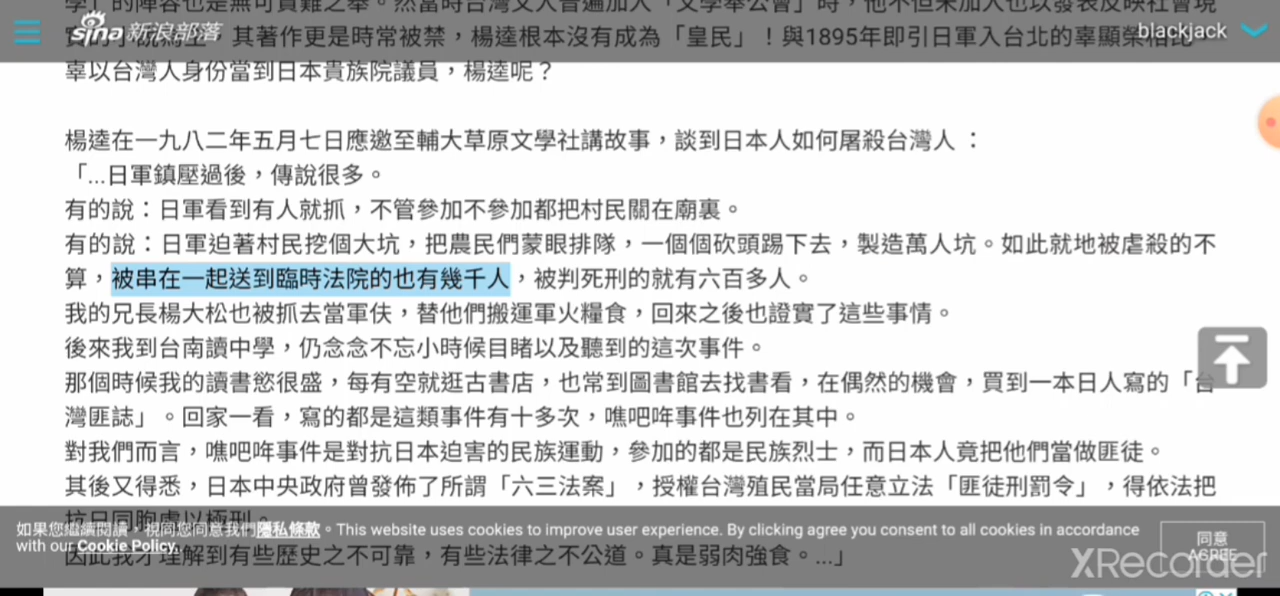 sina新浪部落
blackjack
實的小說為主，其著作更是時常被禁，楊逵根本沒有成為「皇民」！與1895年即引日軍入台北的辜顯榮相比
辜以台灣人身份當到日本貴族院議員，楊逵呢？
楊逵在一九八二年五月七日應邀至輔大草原文學社講故事，談到日本人如何屠殺台灣人 ：
「...日軍鎮壓過後，傳說很多。
有的說：日軍看到有人就抓，不管參加不參加都把村民關在廟裏。
有的說：日軍迫著村民挖個大坑，把農民們蒙眼排隊，一個個砍頭踢下去，製造萬人坑。如此就地被虐殺的不
算，被串在一起送到臨時法院的也有幾千人，被判死刑的就有六百多人。
我的兄長楊大松也被抓去當軍伕，替他們搬運軍火糧食，回來之後也證實了這些事情。
後來我到台南讀中學，仍念念不忘小時候目睹以及聽到的這次事件。
那個時候我的讀書慾很盛，每有空就逛古書店，也常到圖書館去找書看，在偶然的機會，買到一本日人寫的「台
灣匪誌」。回家一看，寫的都是這類事件有十多次，噍吧哖事件也列在其中。
對我們而言，噍吧哖事件是對抗日本迫害的民族運動，參加的都是民族烈士，而日本人竟把他們當做匪徒。
其後又得悉，日本中央政府曾發佈了所謂「六三法案」，授權台灣殖民當局任意立法「匪徒刑罰令」，得依法把
抗日同胞處以極刑。
因此我才理解到有些歷史之不可靠，有些法律之不公道。真是弱肉強食。...」
如果您繼續閱讀，視同您同意我們隱私條款。This website uses cookies to improve user experience. By clicking agree you consent to all cookies in accordance
with our Cookie Policy.
同意
AGREE
XRecorder